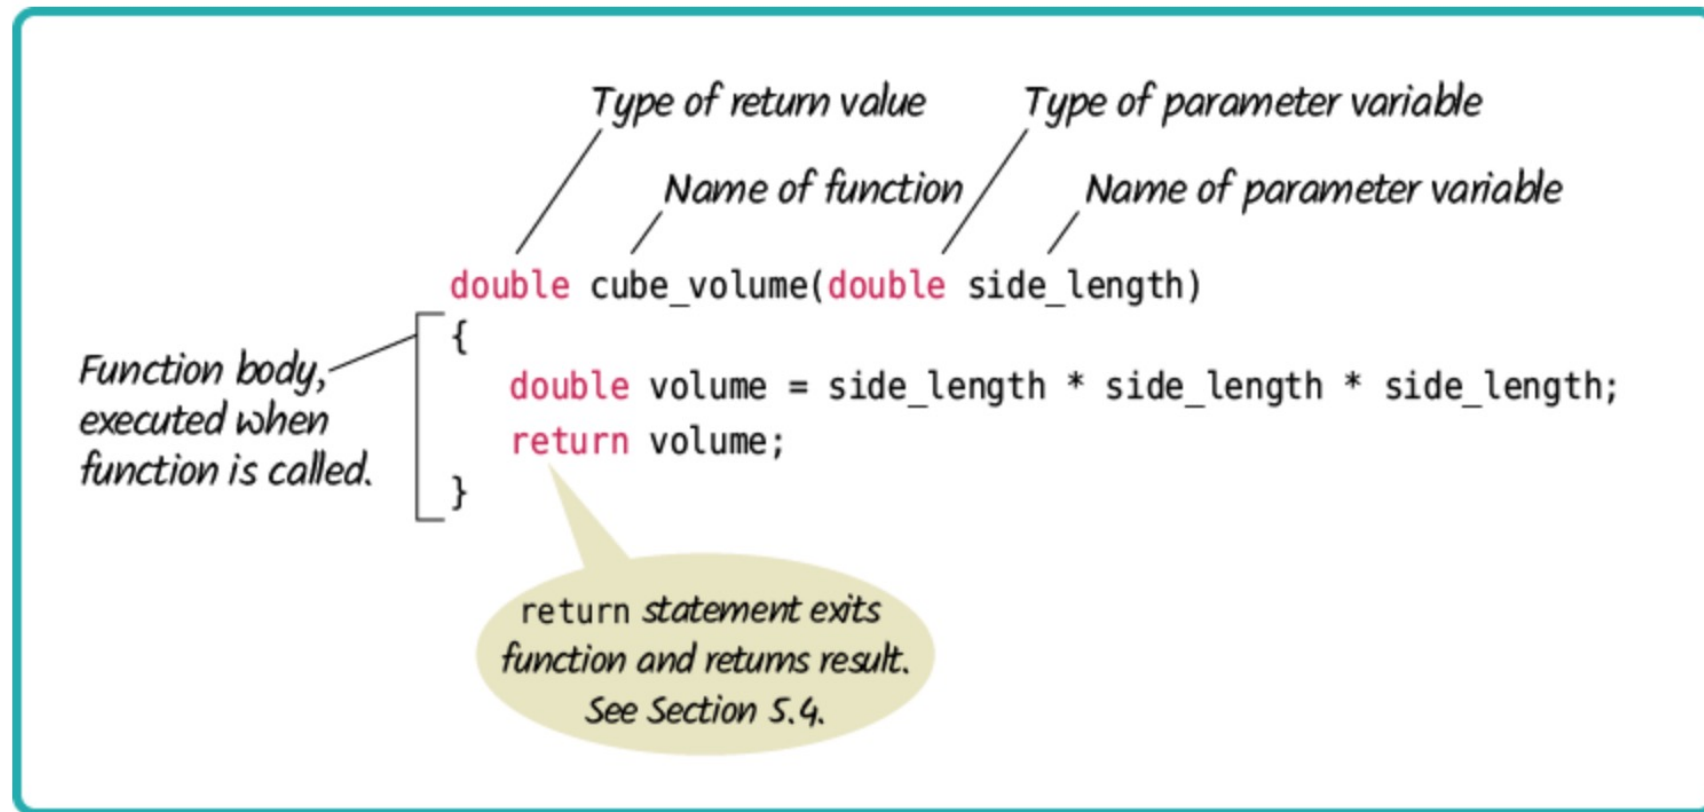 Type of return value
Type of parameter variable
Name of function
Name of parameter variable
double cube_volume(double side_length)
{
double volume = side_length * side_length * side_length;
return volume;
}
Function body,
executed when
function is called.
return statement exits
function and returns result.
See Section 5.4.